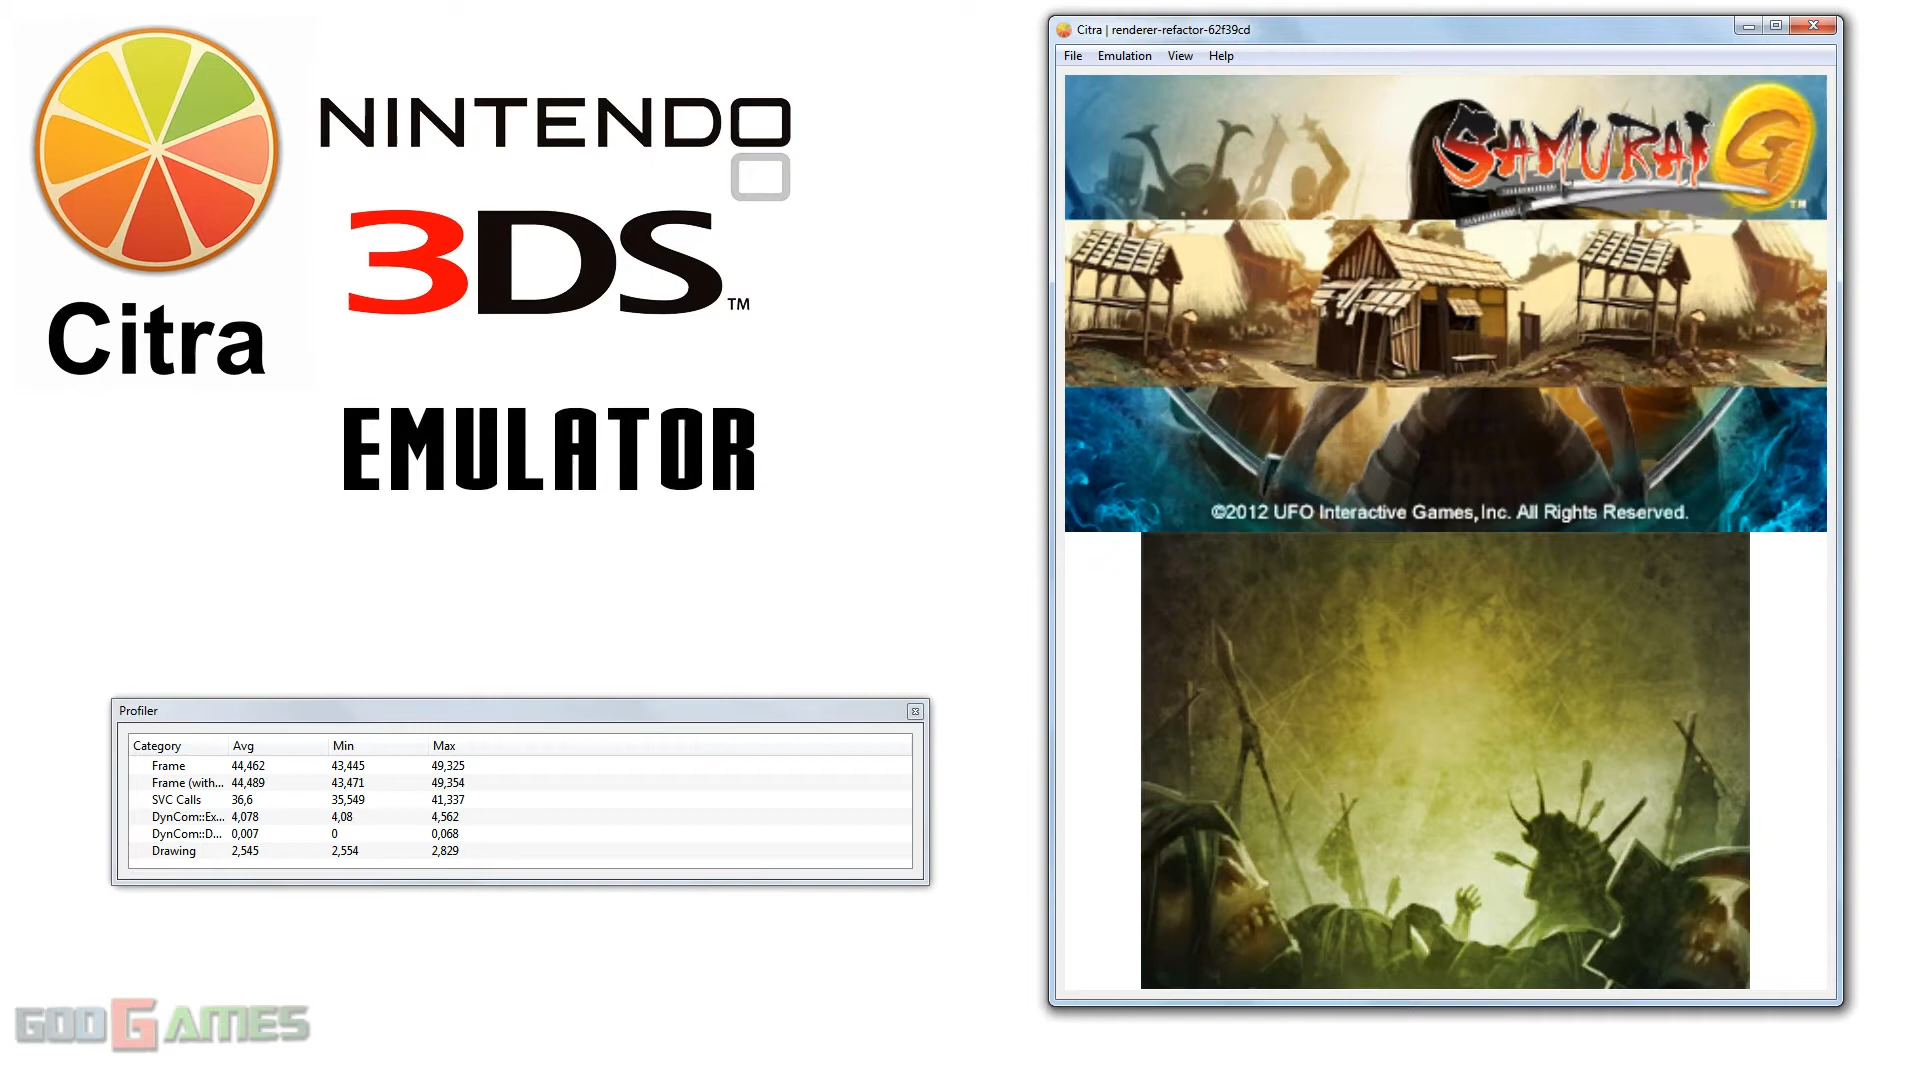 Citra
NINTENDO
3DS™
EMULATOR
Profiler
Category Avg Min Max
Frame 44,462 43,445 49,325
Frame (with... 44,489 43,471 49,354
SVC Calls 36,6 35,549 41,337
DynCom::Ex... 4,078 4,08 4,562
DynCom::D... 0,007 0 0,068
Drawing 2,545 2,554 2,829
GOOGAMES
Citra | renderer-refactor-62f39cd
File Emulation View Help
SAMURAI G ™
©2012 UFO Interactive Games, Inc. All Rights Reserved.